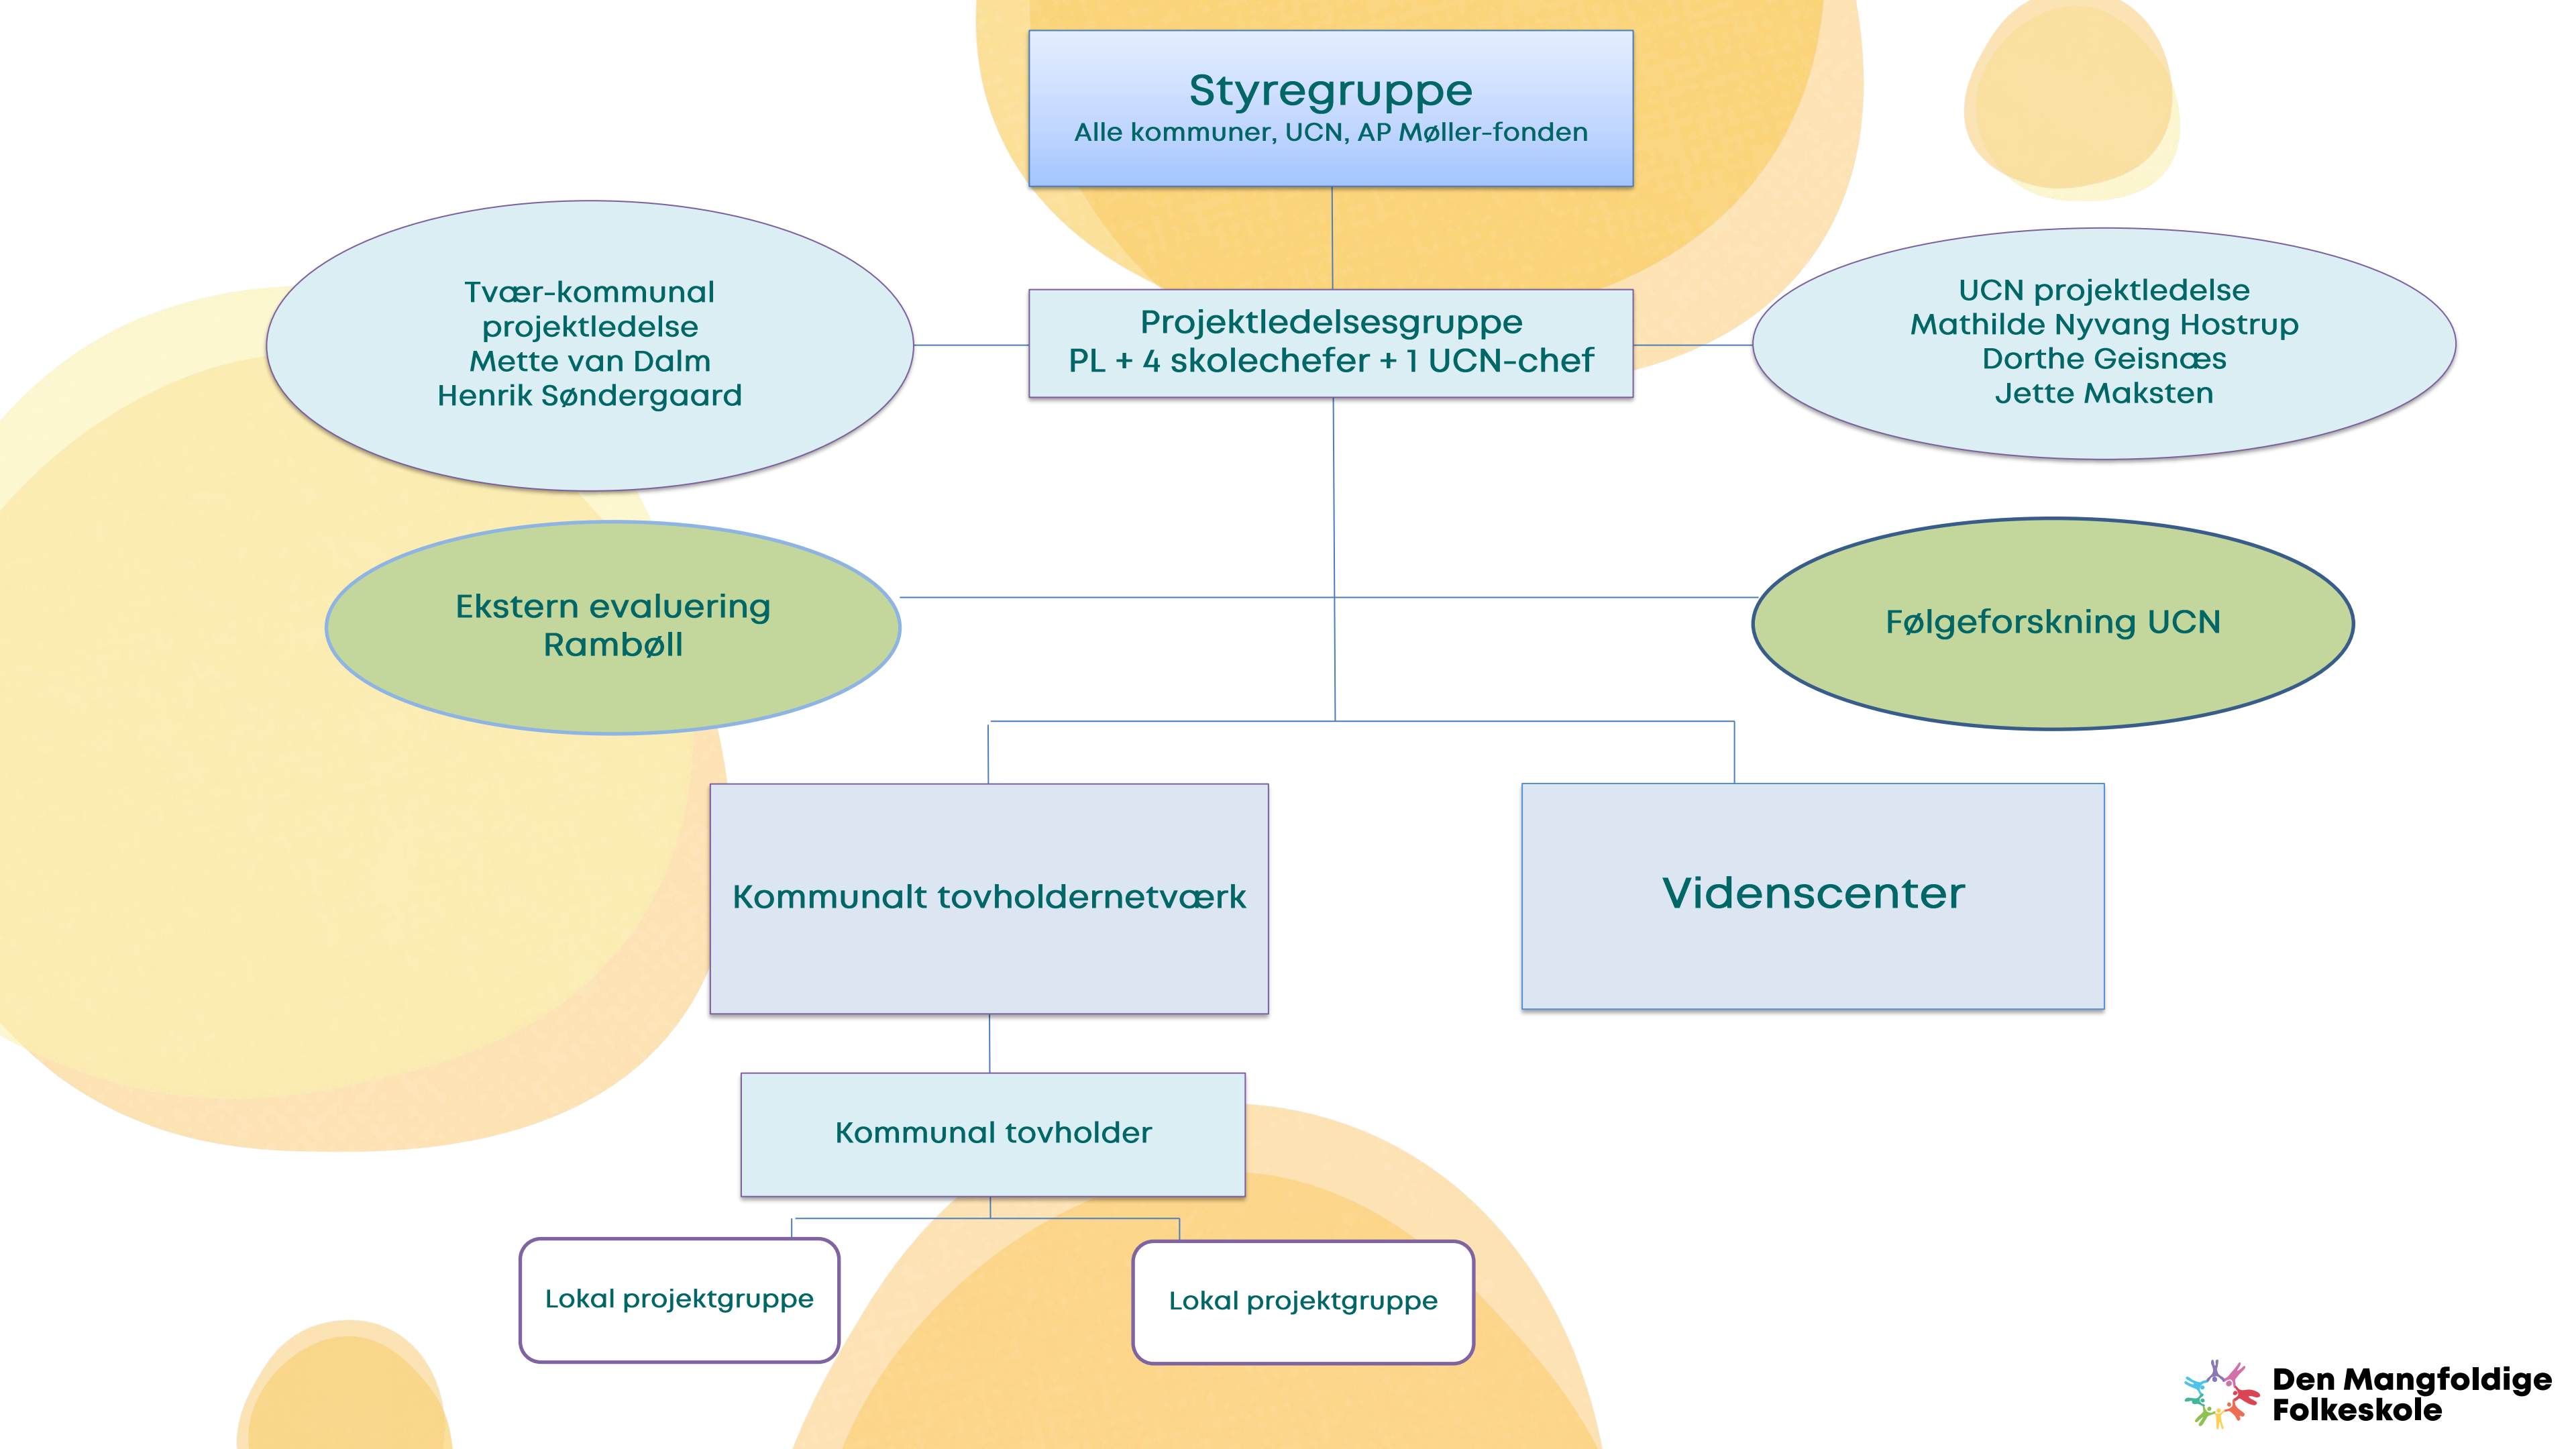 Styregruppe
Alle kommuner, UCN, AP Møller-fonden
Tvær-kommunal
projektledelse
Mette van Dalm
Henrik Søndergaard
Projektledelsesgruppe
PL + 4 skolechefer + 1 UCN-chef
UCN projektledelse
Mathilde Nyvang Hostrup
Dorthe Geisnæs
Jette Maksten
Ekstern evaluering
Rambøll
Følgeforskning UCN
Kommunalt tovholdernetværk
Videnscenter
Kommunal tovholder
Lokal projektgruppe
Lokal projektgruppe
Den Mangfoldige
Folkeskole